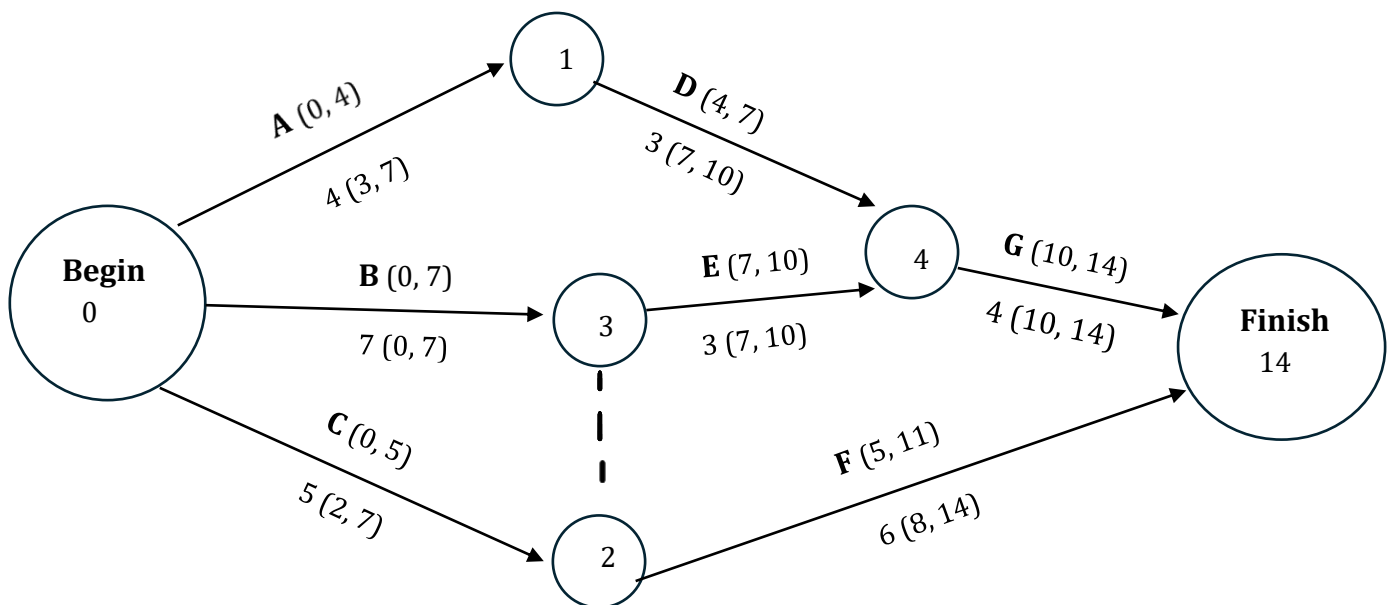 1
D (4, 7)
A (0, 4)
3 (7, 10)
4 (3, 7)
Begin
0
B (0, 7)
7 (0, 7)
3
E (7, 10)
3 (7, 10)
4
G (10, 14)
4 (10, 14)
Finish
14
C (0, 5)
5 (2, 7)
F (5, 11)
6 (8, 14)
2